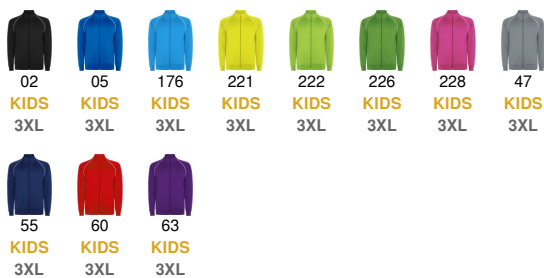 02 05 176 221 222 226 228 47
KIDS KIDS KIDS KIDS KIDS KIDS KIDS KIDS
3XL 3XL 3XL 3XL 3XL 3XL 3XL 3XL
55 60 63
KIDS KIDS KIDS
3XL 3XL 3XL